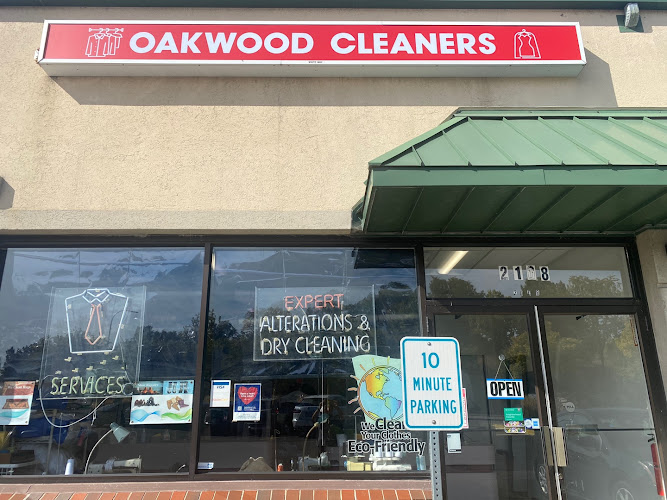 OAKWOOD CLEANERS
EXPERT
ALTERATIONS &
DRY CLEANING
SERVICES
We Clean
Your Clothes
Eco-Friendly
10
MINUTE
PARKING
OPEN